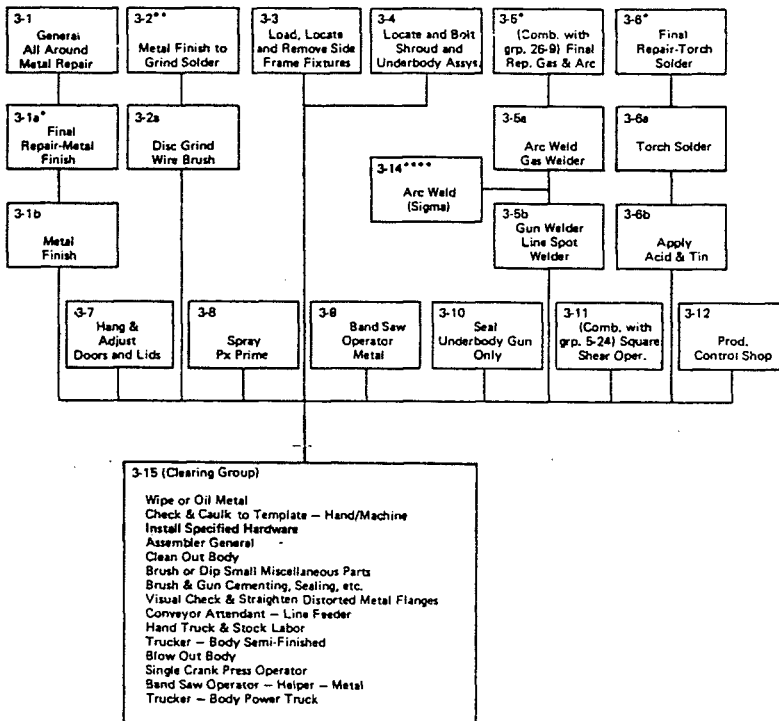 3-1
General
All Around
Metal Repair
3-2**
Metal Finish to
Grind Solder
3-3
Load, Locate
and Remove Side
Frame Fixtures
3-4
Locate and Bolt
Shroud and
Underbody Assys.
3-5*
(Comb. with
grp. 26-9) Final
Rep. Gas & Arc
3-6*
Final
Repair-Torch
Solder
3-1a*
Final
Repair-Metal
Finish
3-2a
Disc Grind
Wire Brush
3-5a
Arc Weld
Gas Welder
3-6a
Torch Solder
3-14****
Arc Weld
(Sigma)
3-1b
Metal
Finish
3-5b
Gun Welder
Line Spot
Welder
3-6b
Apply
Acid & Tin
3-7
Hang &
Adjust
Doors and Lids
3-8
Spray
Px Prime
3-9
Band Saw
Operator
Metal
3-10
Seal
Underbody Gun
Only
3-11
(Comb. with
grp. 5-24) Square
Shear Oper.
3-12
Prod.
Control Shop
3-15 (Clearing Group)
Wipe or Oil Metal
Check & Caulk to Template — Hand/Machine
Install Specified Hardware
Assembler General
Clean Out Body
Brush or Dip Small Miscellaneous Parts
Brush & Gun Cementing, Sealing, etc.
Visual Check & Straighten Distorted Metal Flanges
Conveyor Attendant — Line Feeder
Hand Truck & Stock Labor
Trucker — Body Semi-Finished
Blow Out Body
Single Crank Press Operator
Band Saw Operator — Helper — Metal
Trucker — Body Power Truck